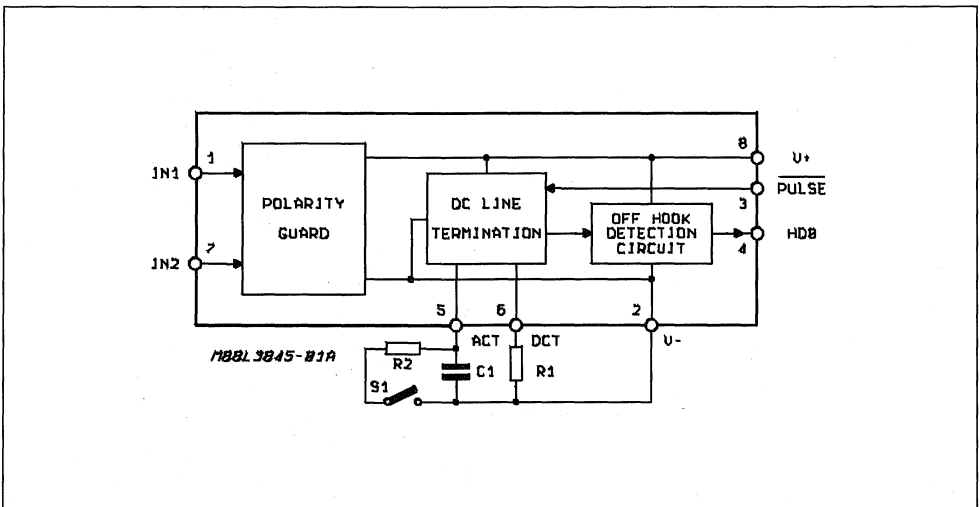 IN1
1
IN2
7
POLARITY
GUARD
DC LINE
TERMINATION
OFF HOOK
DETECTION
CIRCUIT
8
V+
PULSE
3
HDO
4
5
6
2
ACT
DCT
V-
M88L3845-01A
R2
C1
R1
S1